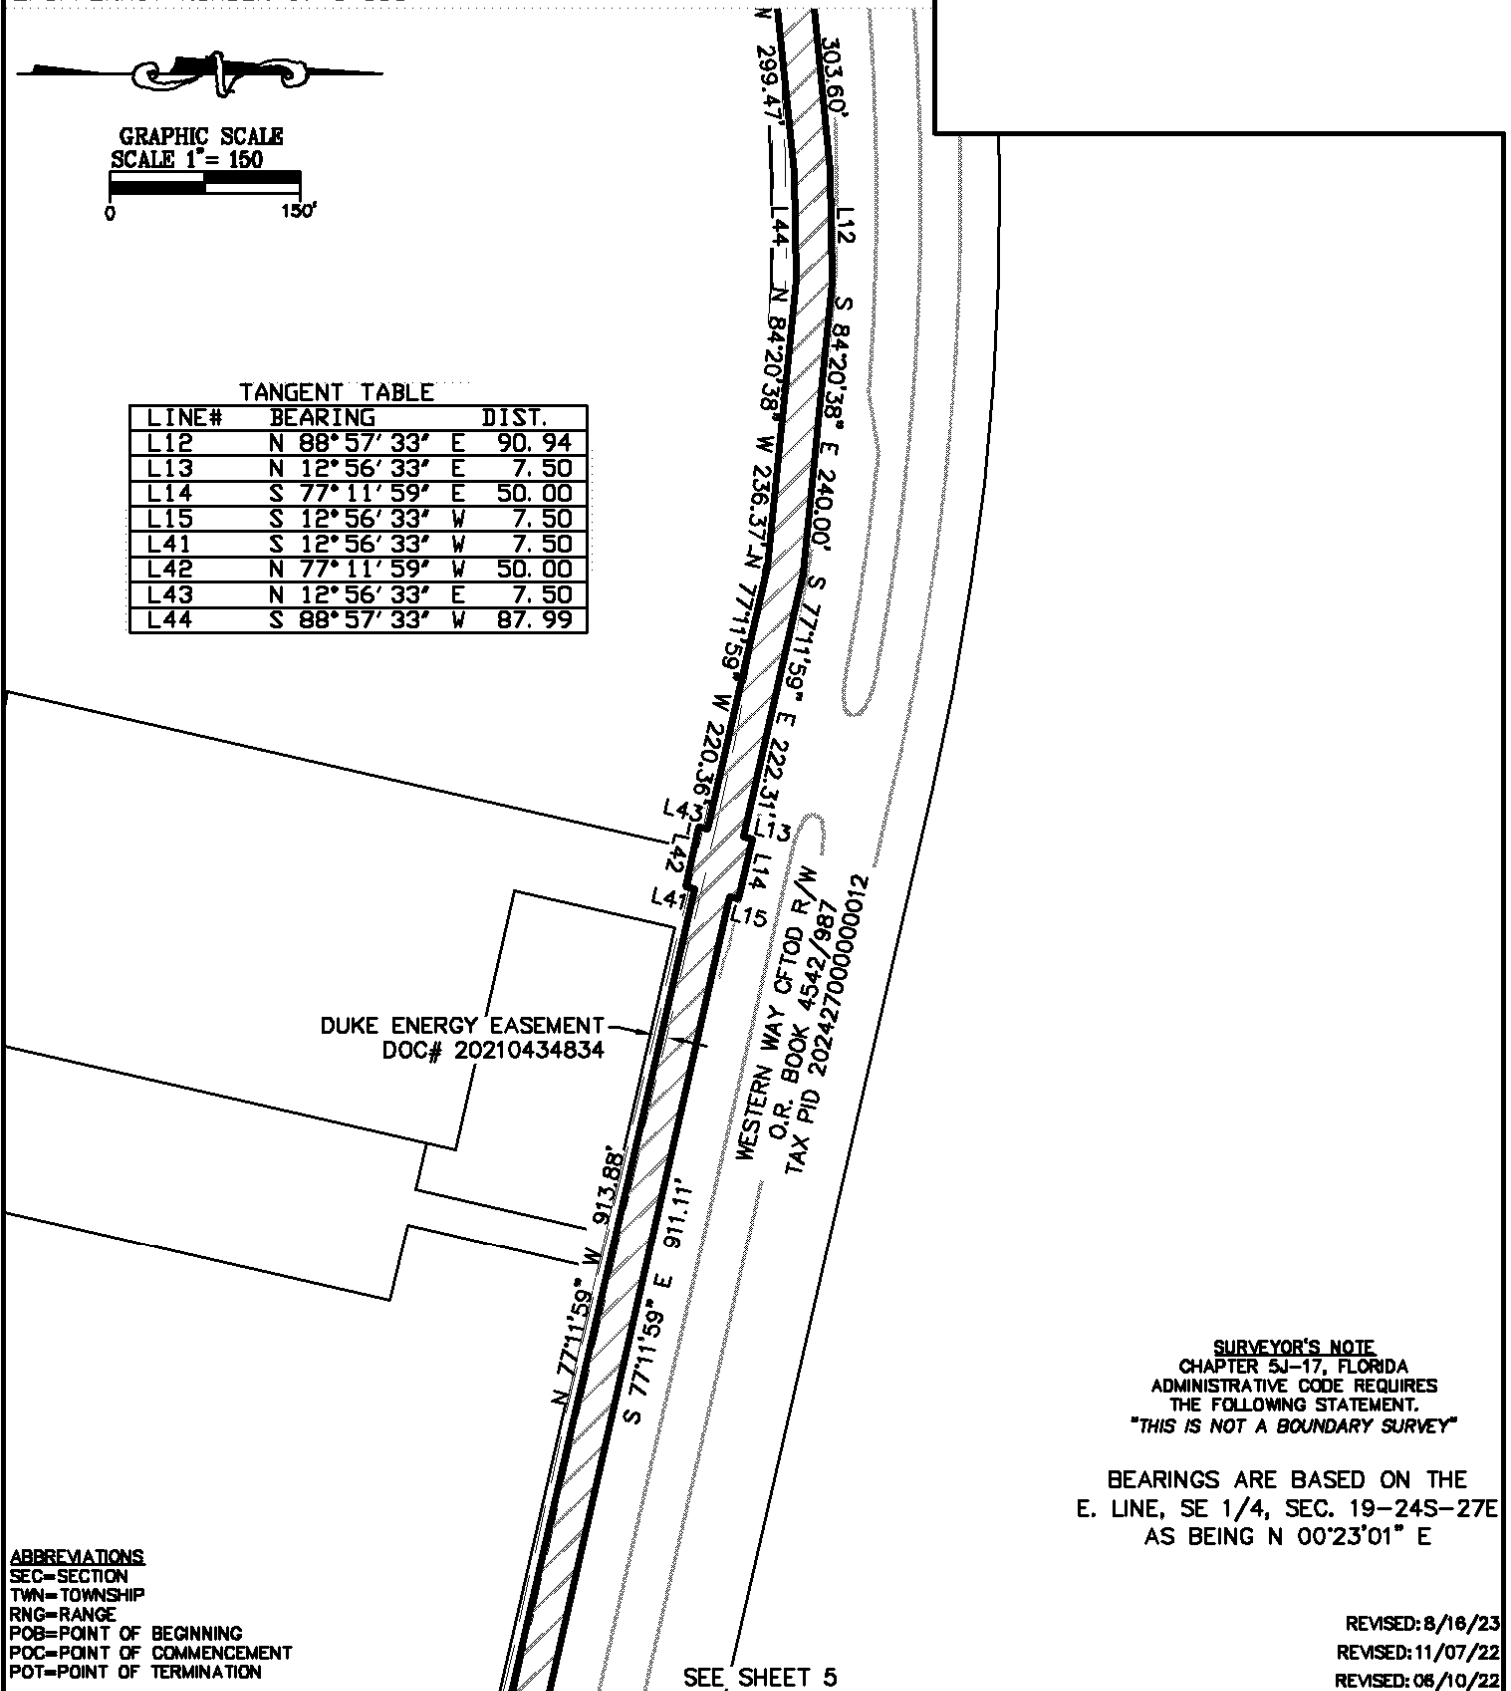 GRAPHIC SCALE
SCALE 1"= 150
0 150'
N 299.47'
303.60'
L44
L12
N 84°20'38" W 236.37'
S 84°20'38" E 240.00'
TANGENT TABLE
LINE# BEARING DIST.
L12 N 88°57'33" E 90.94
L13 N 12°56'33" E 7.50
L14 S 77°11'59" E 50.00
L15 S 12°56'33" W 7.50
L41 S 12°56'33" W 7.50
L42 N 77°11'59" W 50.00
L43 N 12°56'33" E 7.50
L44 S 88°57'33" W 87.99
N 77°11'59" W 220.36'
S 77°11'59" E 222.31'
L43
L13
L42
L14
L41
L15
WESTERN WAY CFTOD R/W
O.R. BOOK 4542/987
TAX PID 202427000000012
DUKE ENERGY EASEMENT
DOC# 20210434834
N 77°11'59" W 913.88'
S 77°11'59" E 911.11'
SURVEYOR'S NOTE
CHAPTER 5J-17, FLORIDA
ADMINISTRATIVE CODE REQUIRES
THE FOLLOWING STATEMENT.
"THIS IS NOT A BOUNDARY SURVEY"
BEARINGS ARE BASED ON THE
E. LINE, SE 1/4, SEC. 19-24S-27E
AS BEING N 00°23'01" E
ABBREVIATIONS
SEC=SECTION
TWN=TOWNSHIP
RNG=RANGE
POB=POINT OF BEGINNING
POC=POINT OF COMMENCEMENT
POT=POINT OF TERMINATION
SEE SHEET 5
REVISED: 8/16/23
REVISED: 11/07/22
REVISED: 06/10/22